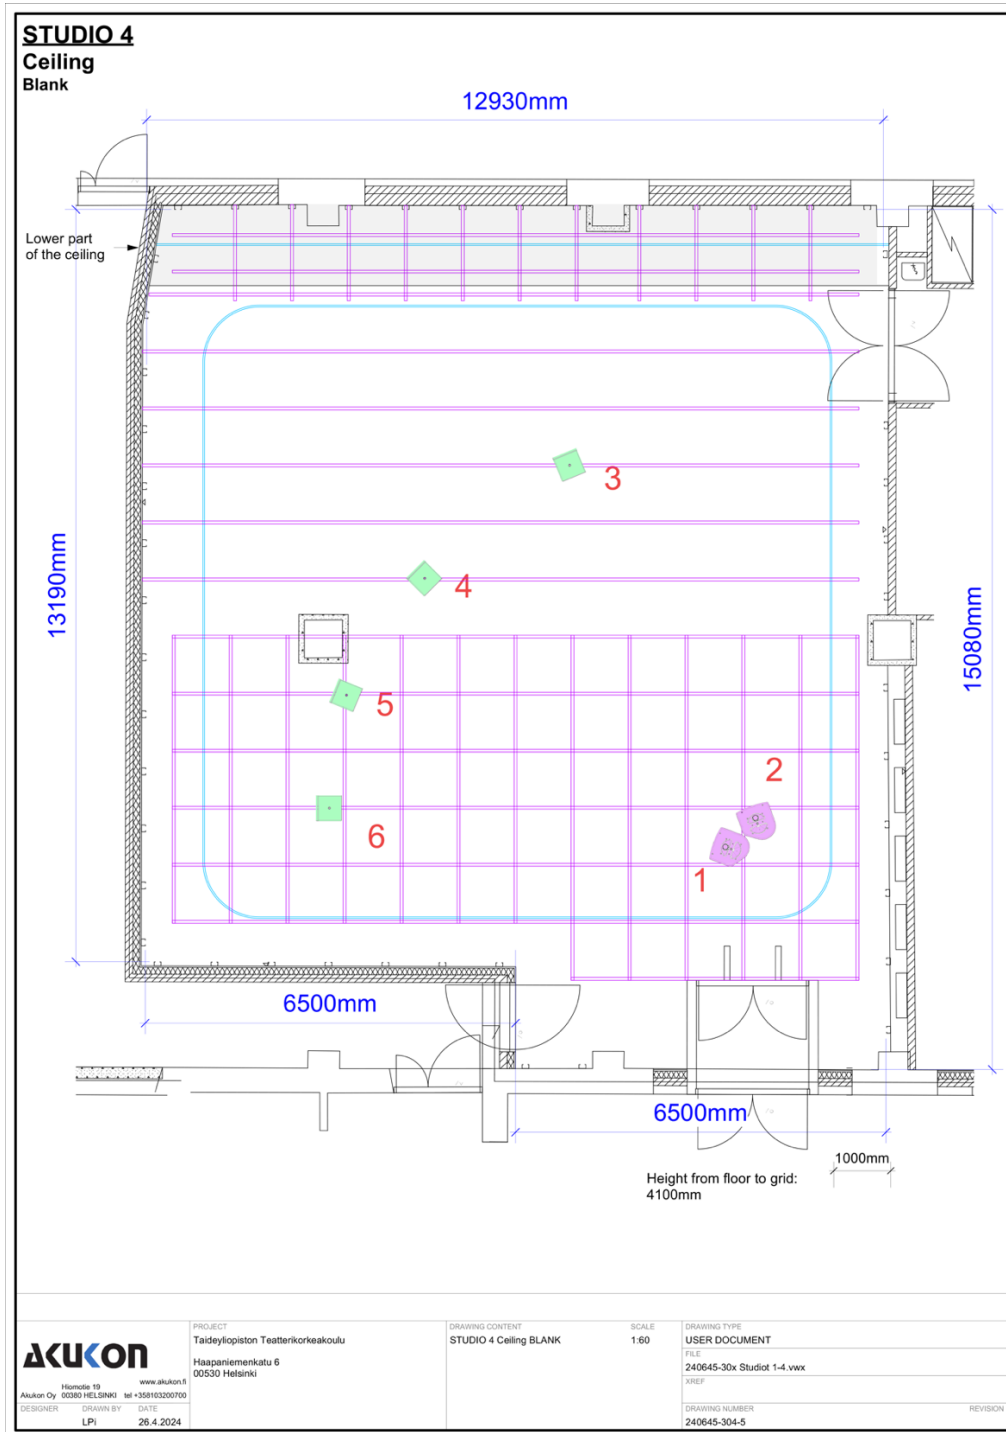 STUDIO 4
Ceiling
Blank
12930mm
Lower part
of the ceiling
3
4
13190mm
15080mm
5
2
6
1
6500mm
6500mm
1000mm
Height from floor to grid:
4100mm
AKUKON
Hiomotie 19
www.akukon.fi
Akukon Oy 00380 HELSINKI tel +358103200700
DESIGNER DRAWN BY DATE
LPi 26.4.2024
PROJECT
Taideyliopiston Teatterikorkeakoulu
Haapaniemenkatu 6
00530 Helsinki
DRAWING CONTENT SCALE
STUDIO 4 Ceiling BLANK 1:60
DRAWING TYPE
USER DOCUMENT
FILE
240645-30x Studiot 1-4.vwx
XREF
DRAWING NUMBER REVISION
240645-304-5